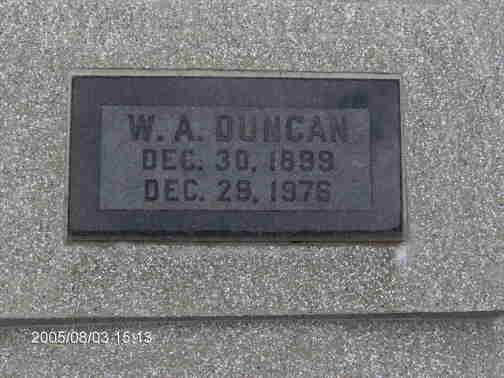 W. A. DUNCAN
DEC. 30, 1899
DEC. 29, 1976
2005/08/03 15:13